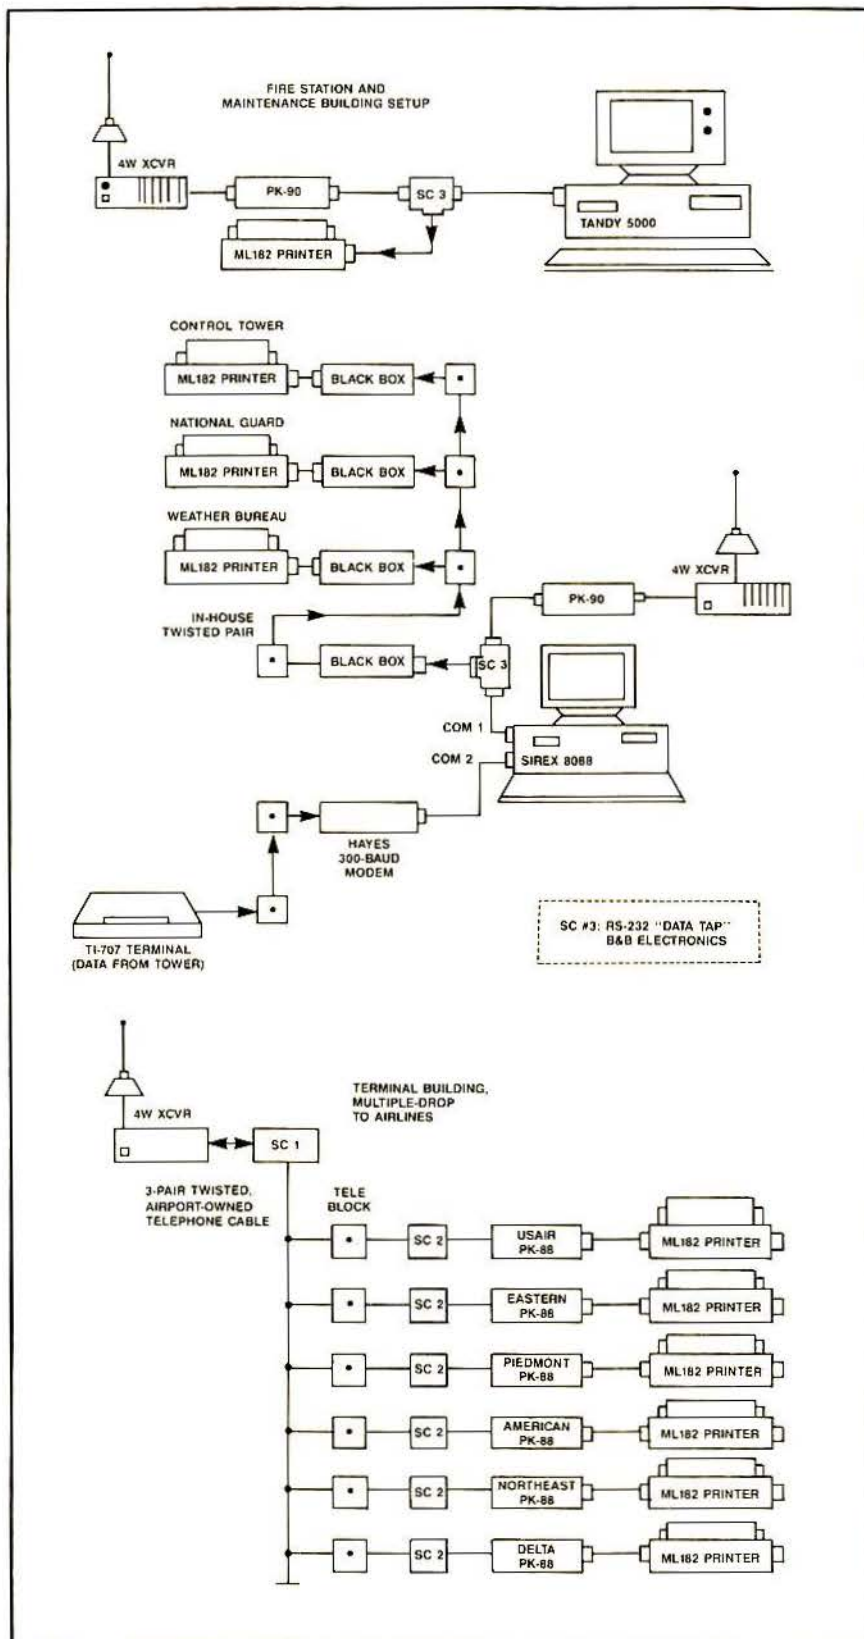 FIRE STATION AND
MAINTENANCE BUILDING SETUP
4W XCVR
PK-90
SC 3
TANDY 5000
ML182 PRINTER
CONTROL TOWER
ML182 PRINTER
BLACK BOX
NATIONAL GUARD
ML182 PRINTER
BLACK BOX
WEATHER BUREAU
ML182 PRINTER
BLACK BOX
4W XCVR
PK-90
IN-HOUSE
TWISTED PAIR
BLACK BOX
SC 3
COM 1
COM 2
SIREX 8088
HAYES
300-BAUD
MODEM
TI-707 TERMINAL
(DATA FROM TOWER)
SC #3: RS-232 "DATA TAP"
B&B ELECTRONICS
TERMINAL BUILDING,
MULTIPLE-DROP
TO AIRLINES
4W XCVR
SC 1
3-PAIR TWISTED,
AIRPORT-OWNED
TELEPHONE CABLE
TELE
BLOCK
SC 2
USAIR
PK-88
ML182 PRINTER
SC 2
EASTERN
PK-88
ML182 PRINTER
SC 2
PIEDMONT
PK-88
ML182 PRINTER
SC 2
AMERICAN
PK-88
ML182 PRINTER
SC 2
NORTHEAST
PK-88
ML182 PRINTER
SC 2
DELTA
PK-88
ML182 PRINTER